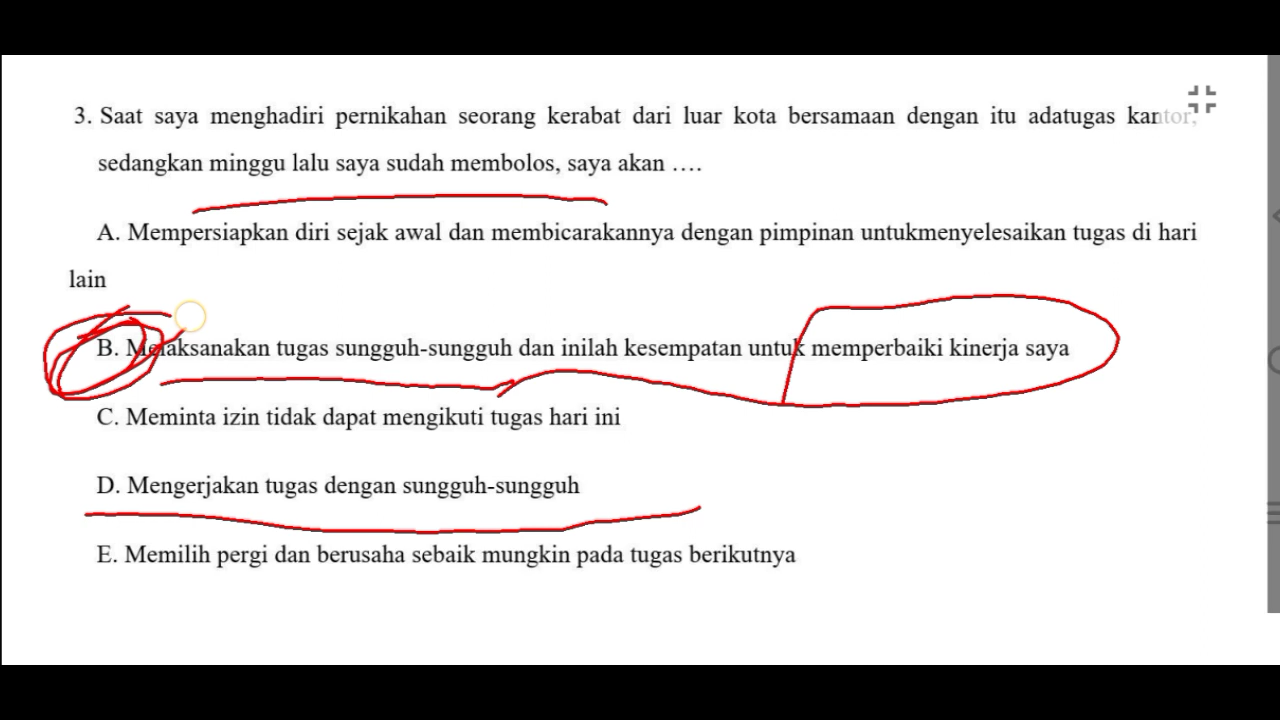 3. Saat saya menghadiri pernikahan seorang kerabat dari luar kota bersamaan dengan itu adatugas kantor,
sedangkan minggu lalu saya sudah membolos, saya akan ....
A. Mempersiapkan diri sejak awal dan membicarakannya dengan pimpinan untukmenyelesaikan tugas di hari
lain
B. Melaksanakan tugas sungguh-sungguh dan inilah kesempatan untuk memperbaiki kinerja saya
C. Meminta izin tidak dapat mengikuti tugas hari ini
D. Mengerjakan tugas dengan sungguh-sungguh
E. Memilih pergi dan berusaha sebaik mungkin pada tugas berikutnya